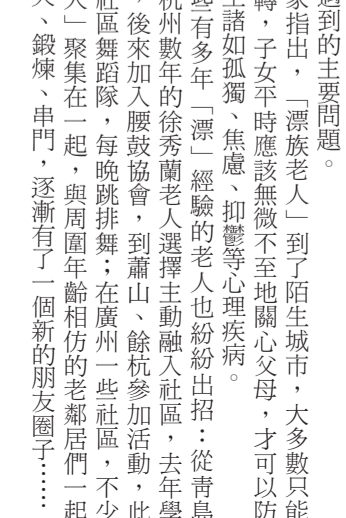 遇到的主要問題。
家指出，「漂族老人」到了陌生城市，大多數只能
轉，子女平時應該無微不至地關心父母，才可以防
生諸如孤獨、焦慮、抑鬱等心理疾病。
些有多年「漂」經驗的老人也紛紛出招：從青島
杭州數年的徐秀蘭老人選擇主動融入社區，去年學
，後來加入腰鼓協會，到蕭山、餘杭參加活動，此
社區舞蹈隊，每晚跳排舞；在廣州一些社區，不少
人」聚集在一起，與周圍年齡相仿的老鄰居們一起
天、鍛煉、串門，逐漸有了一個新的朋友圈子……